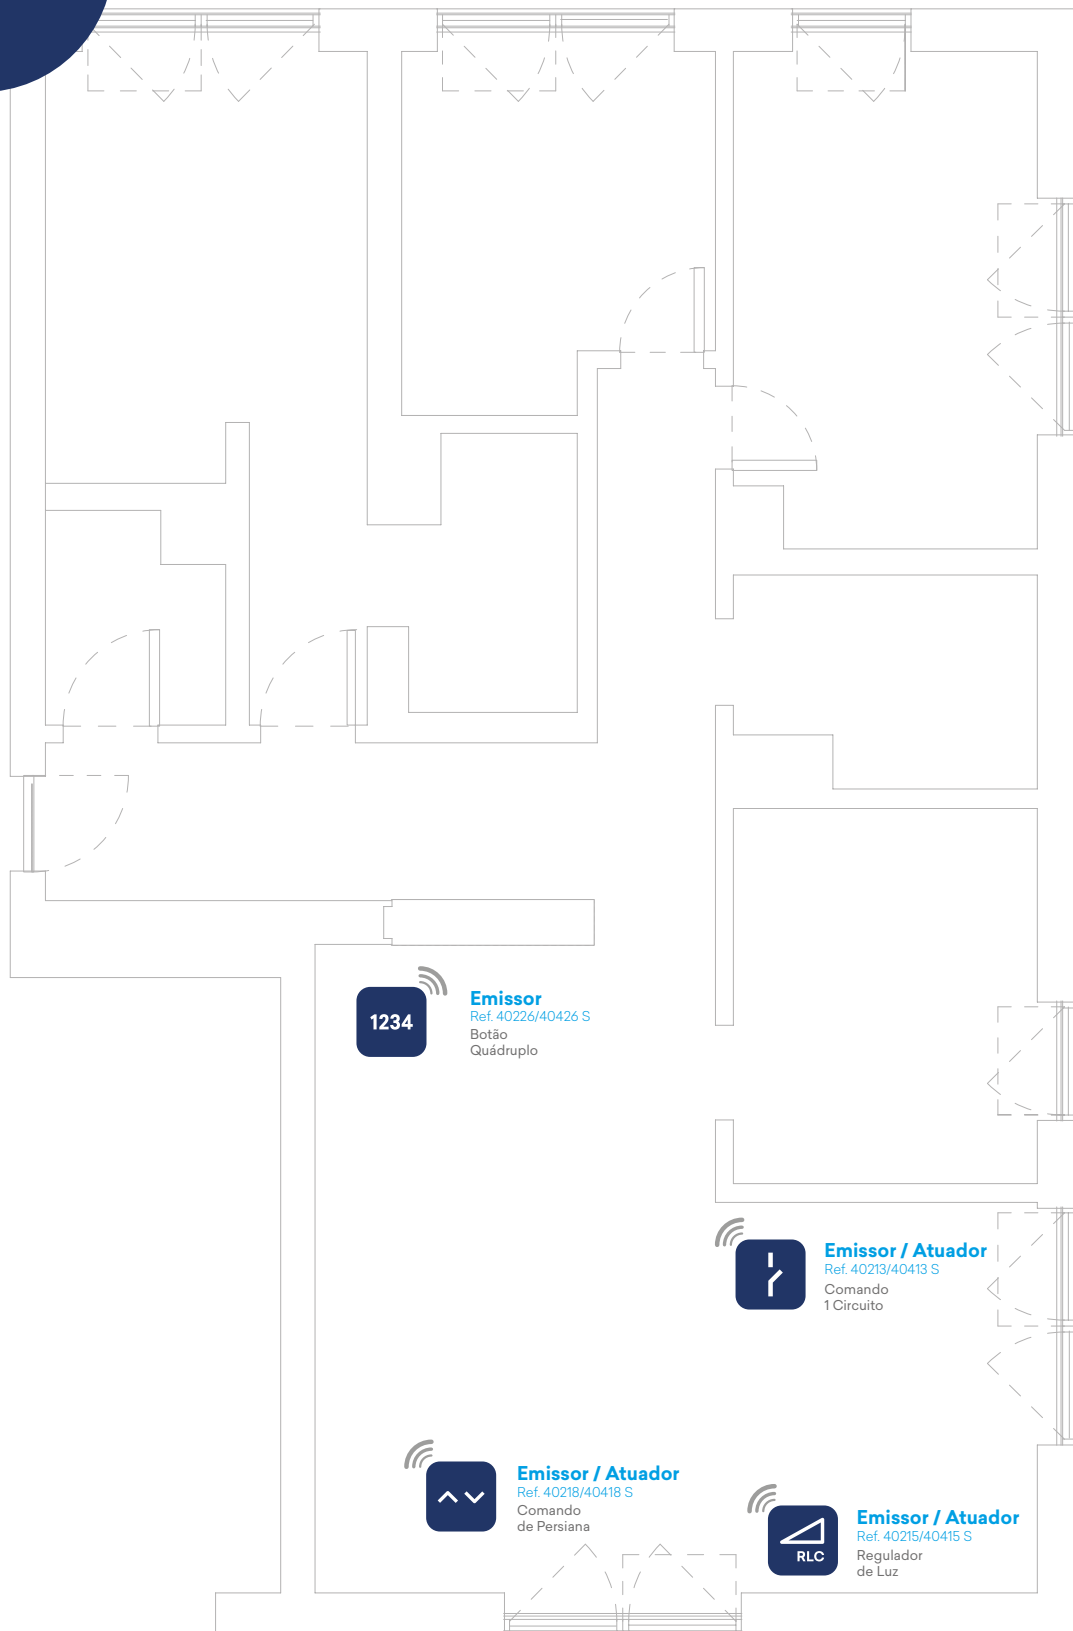 1234
Emissor
Ref. 40226/40426 S
Botão
Quádruplo
Emissor / Atuador
Ref. 40213/40413 S
Comando
1 Circuito
Emissor / Atuador
Ref. 40218/40418 S
Comando
de Persiana
RLC
Emissor / Atuador
Ref. 40215/40415 S
Regulador
de Luz